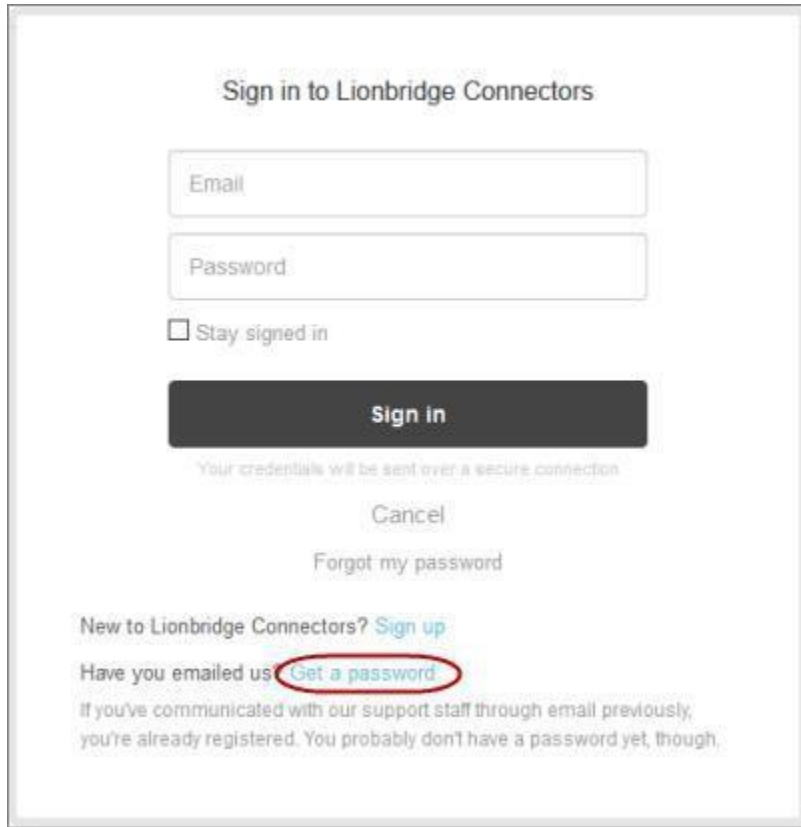 Sign in to Lionbridge Connectors
Email
Password
Stay signed in
Sign in
Your credentials will be sent over a secure connection
Cancel
Forgot my password
New to Lionbridge Connectors? Sign up
Have you emailed us? Get a password
If you've communicated with our support staff through email previously,
you're already registered. You probably don't have a password yet, though.